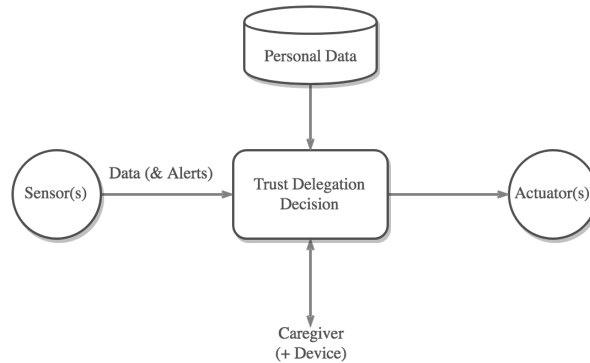 Personal Data
Data (& Alerts)
Sensor(s)
Trust Delegation
Decision
Actuator(s)
Caregiver
(+ Device)